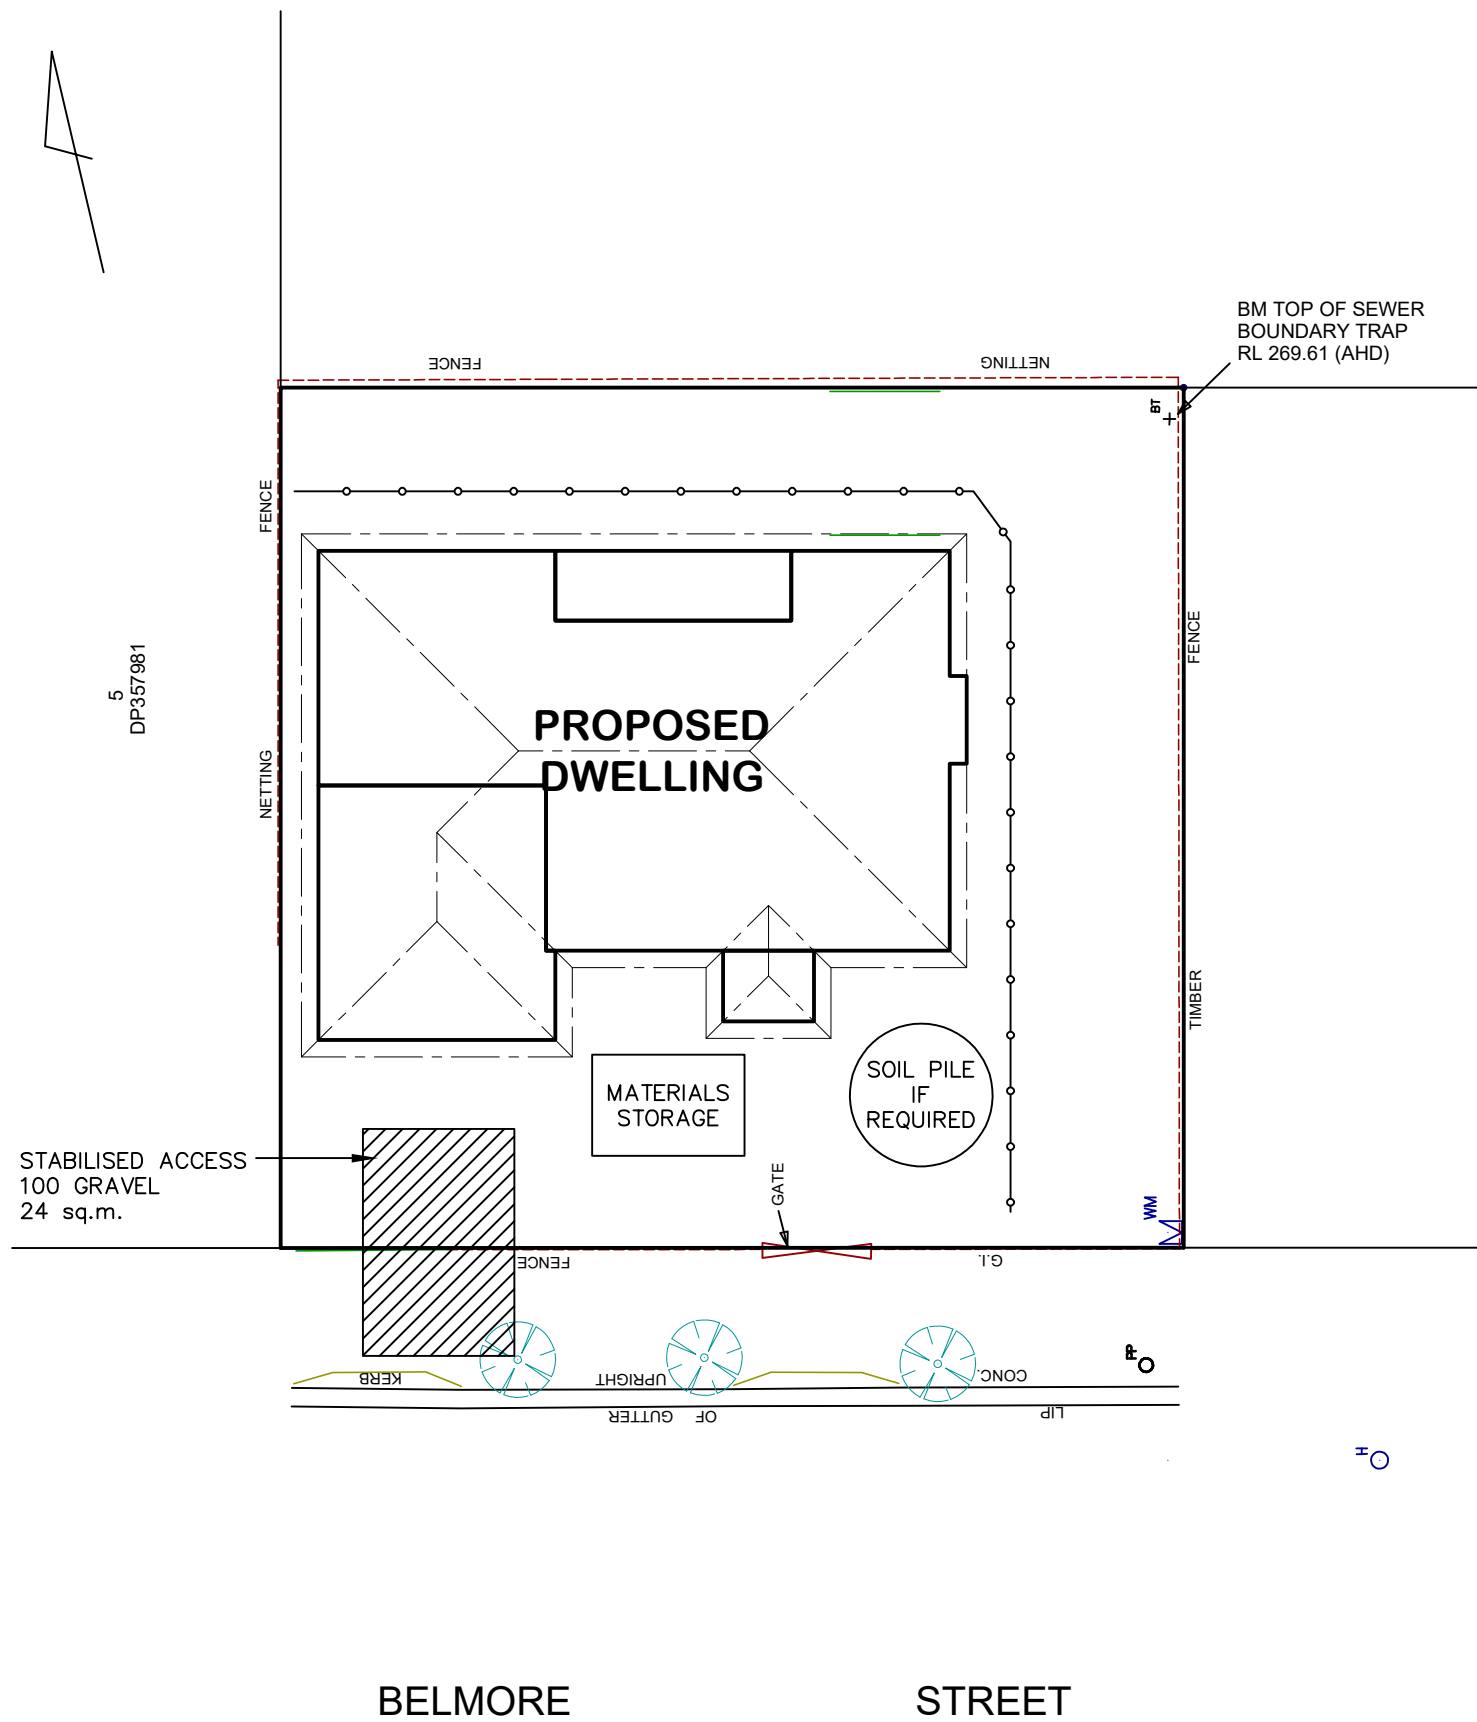 BM TOP OF SEWER
BOUNDARY TRAP
RL 269.61 (AHD)
FENCE
NETTING
BT
FENCE
NETTING
5
DP357981
FENCE
TIMBER
PROPOSED
DWELLING
MATERIALS
STORAGE
SOIL PILE
IF
REQUIRED
STABILISED ACCESS
100 GRAVEL
24 sq.m.
GATE
WM
FENCE
G.I.
PP
KERB
UPRIGHT
CONC.
GUTTER
OF
LIP
H
BELMORE STREET